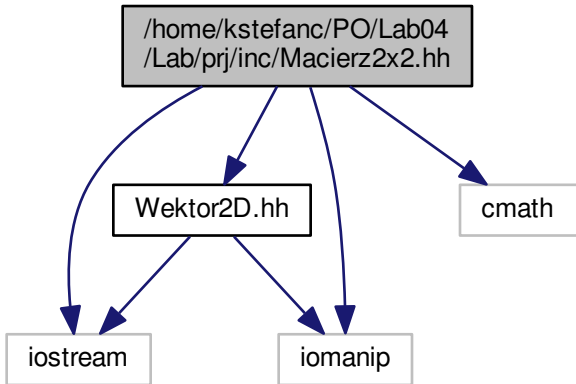 /home/kstefanc/PO/Lab04
/Lab/prj/inc/Macierz2x2.hh
Wektor2D.hh
cmath
iostream
iomanip